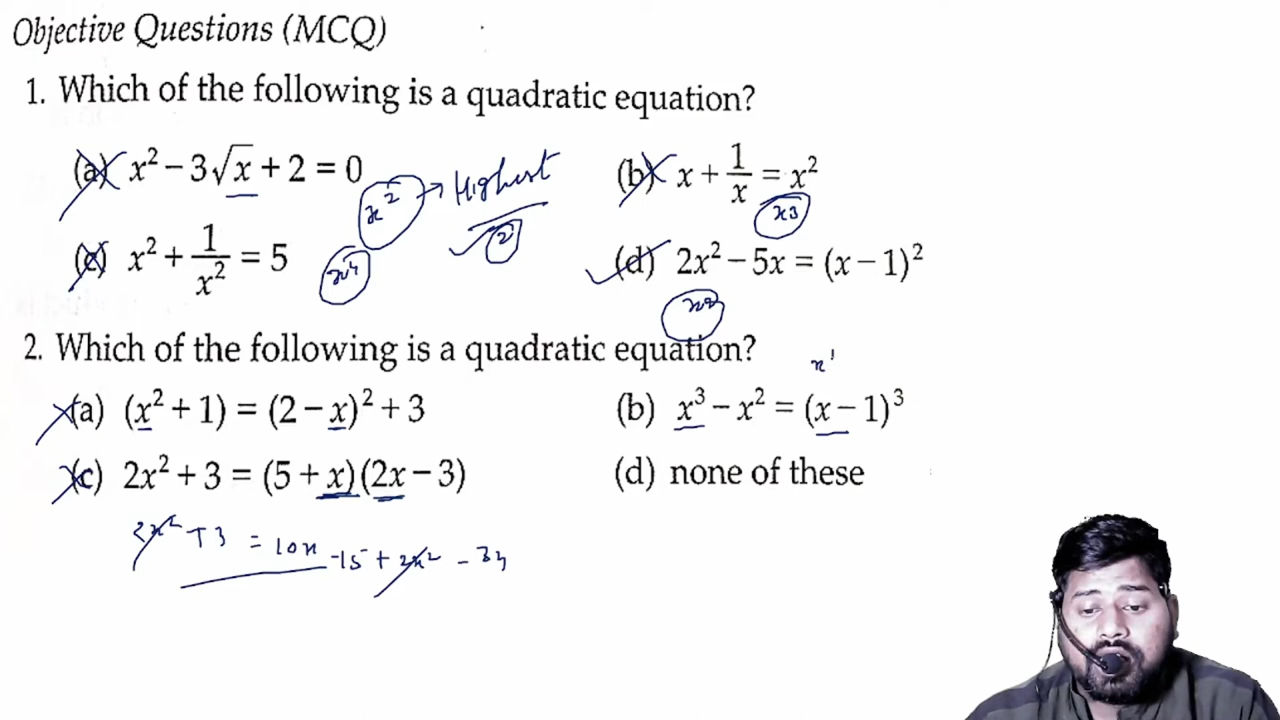 Objective Questions (MCQ)
1. Which of the following is a quadratic equation?
(a) x² − 3√x + 2 = 0
(b) x + 1/x = x²
x² → Highest
2
x3
(c) x² + 1/x² = 5
x4
(d) 2x² − 5x = (x − 1)²
x2
2. Which of the following is a quadratic equation?
x¹
(a) (x² + 1) = (2 − x)² + 3
(b) x³ − x² = (x − 1)³
(c) 2x² + 3 = (5 + x)(2x − 3)
(d) none of these
2x² + 3 = 10x −15 + 2x² − 3x